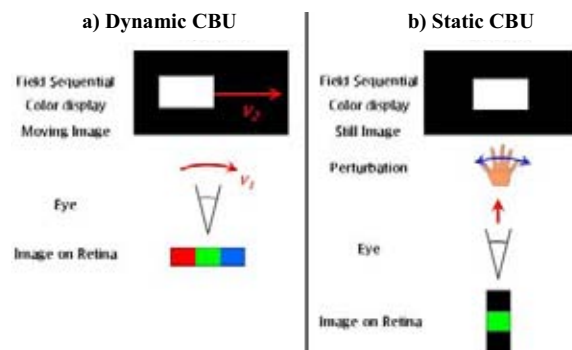 a) Dynamic CBU
Field Sequential
Color display
Moving Image
V₂
V₁
Eye
Image on Retina
b) Static CBU
Field Sequential
Color display
Still Image
Perturbation
Eye
Image on Retina